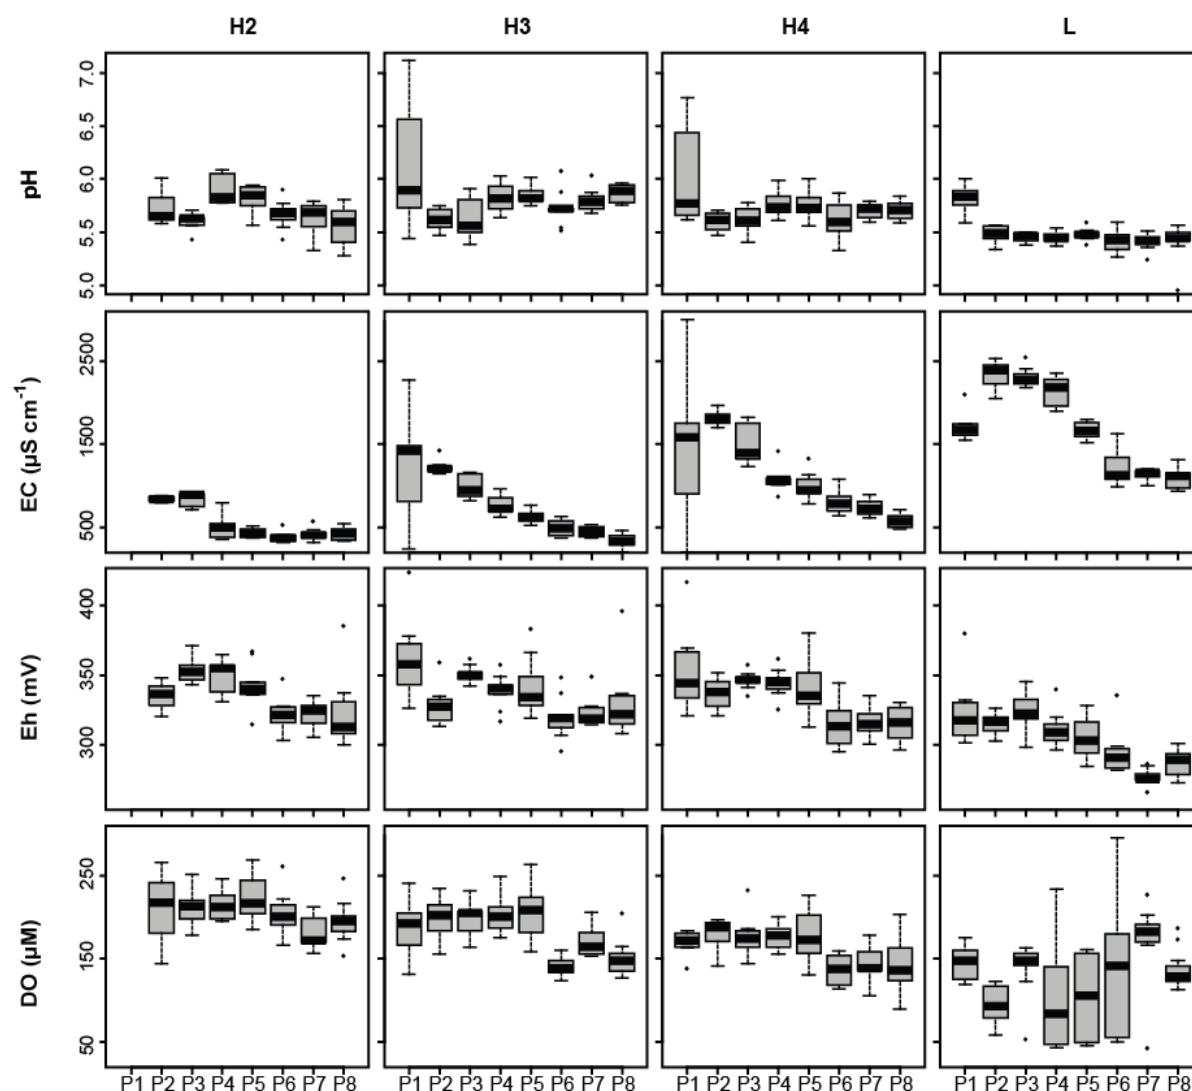 H2 H3 H4 L
pH
7.0
6.5
6.0
5.5
5.0
EC (µS cm⁻¹)
2500
1500
500
Eh (mV)
400
350
300
DO (µM)
250
150
50
P1 P2 P3 P4 P5 P6 P7 P8 P1 P2 P3 P4 P5 P6 P7 P8 P1 P2 P3 P4 P5 P6 P7 P8 P1 P2 P3 P4 P5 P6 P7 P8